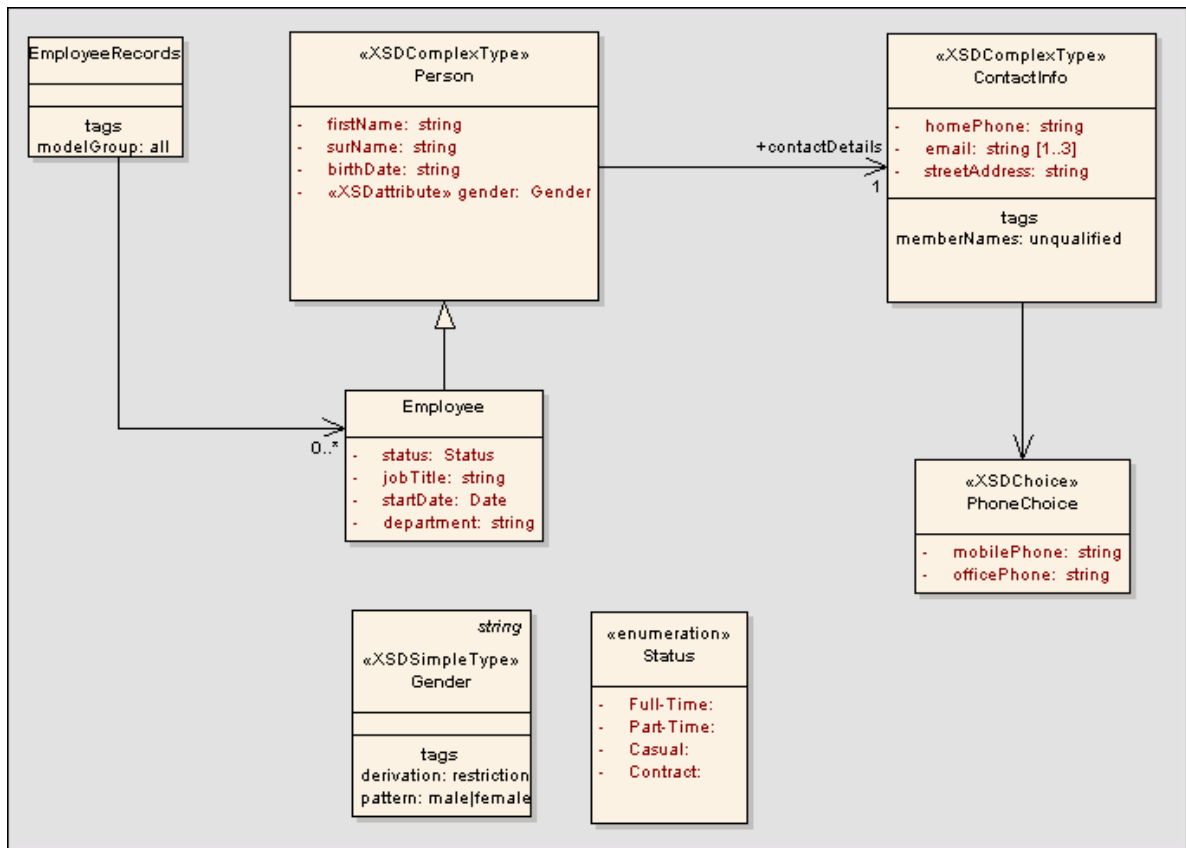 EmployeeRecords
tags
modelGroup: all
«XSDComplexType»
Person
- firstName: string
- surName: string
- birthDate: string
- «XSDattribute» gender: Gender
+contactDetails
1
«XSDComplexType»
ContactInfo
- homePhone: string
- email: string [1..3]
- streetAddress: string
tags
memberNames: unqualified
0..*
Employee
- status: Status
- jobTitle: string
- startDate: Date
- department: string
«XSDChoice»
PhoneChoice
- mobilePhone: string
- officePhone: string
string
«XSDSimpleType»
Gender
tags
derivation: restriction
pattern: male|female
«enumeration»
Status
- Full-Time:
- Part-Time:
- Casual:
- Contract: